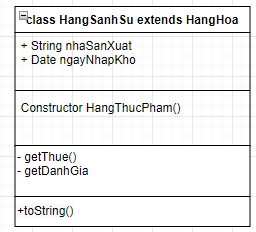 class HangSanhSu extends HangHoa
+ String nhaSanXuat
+ Date ngayNhapKho
Constructor HangThucPham()
- getThue()
- getDanhGia
+toString()